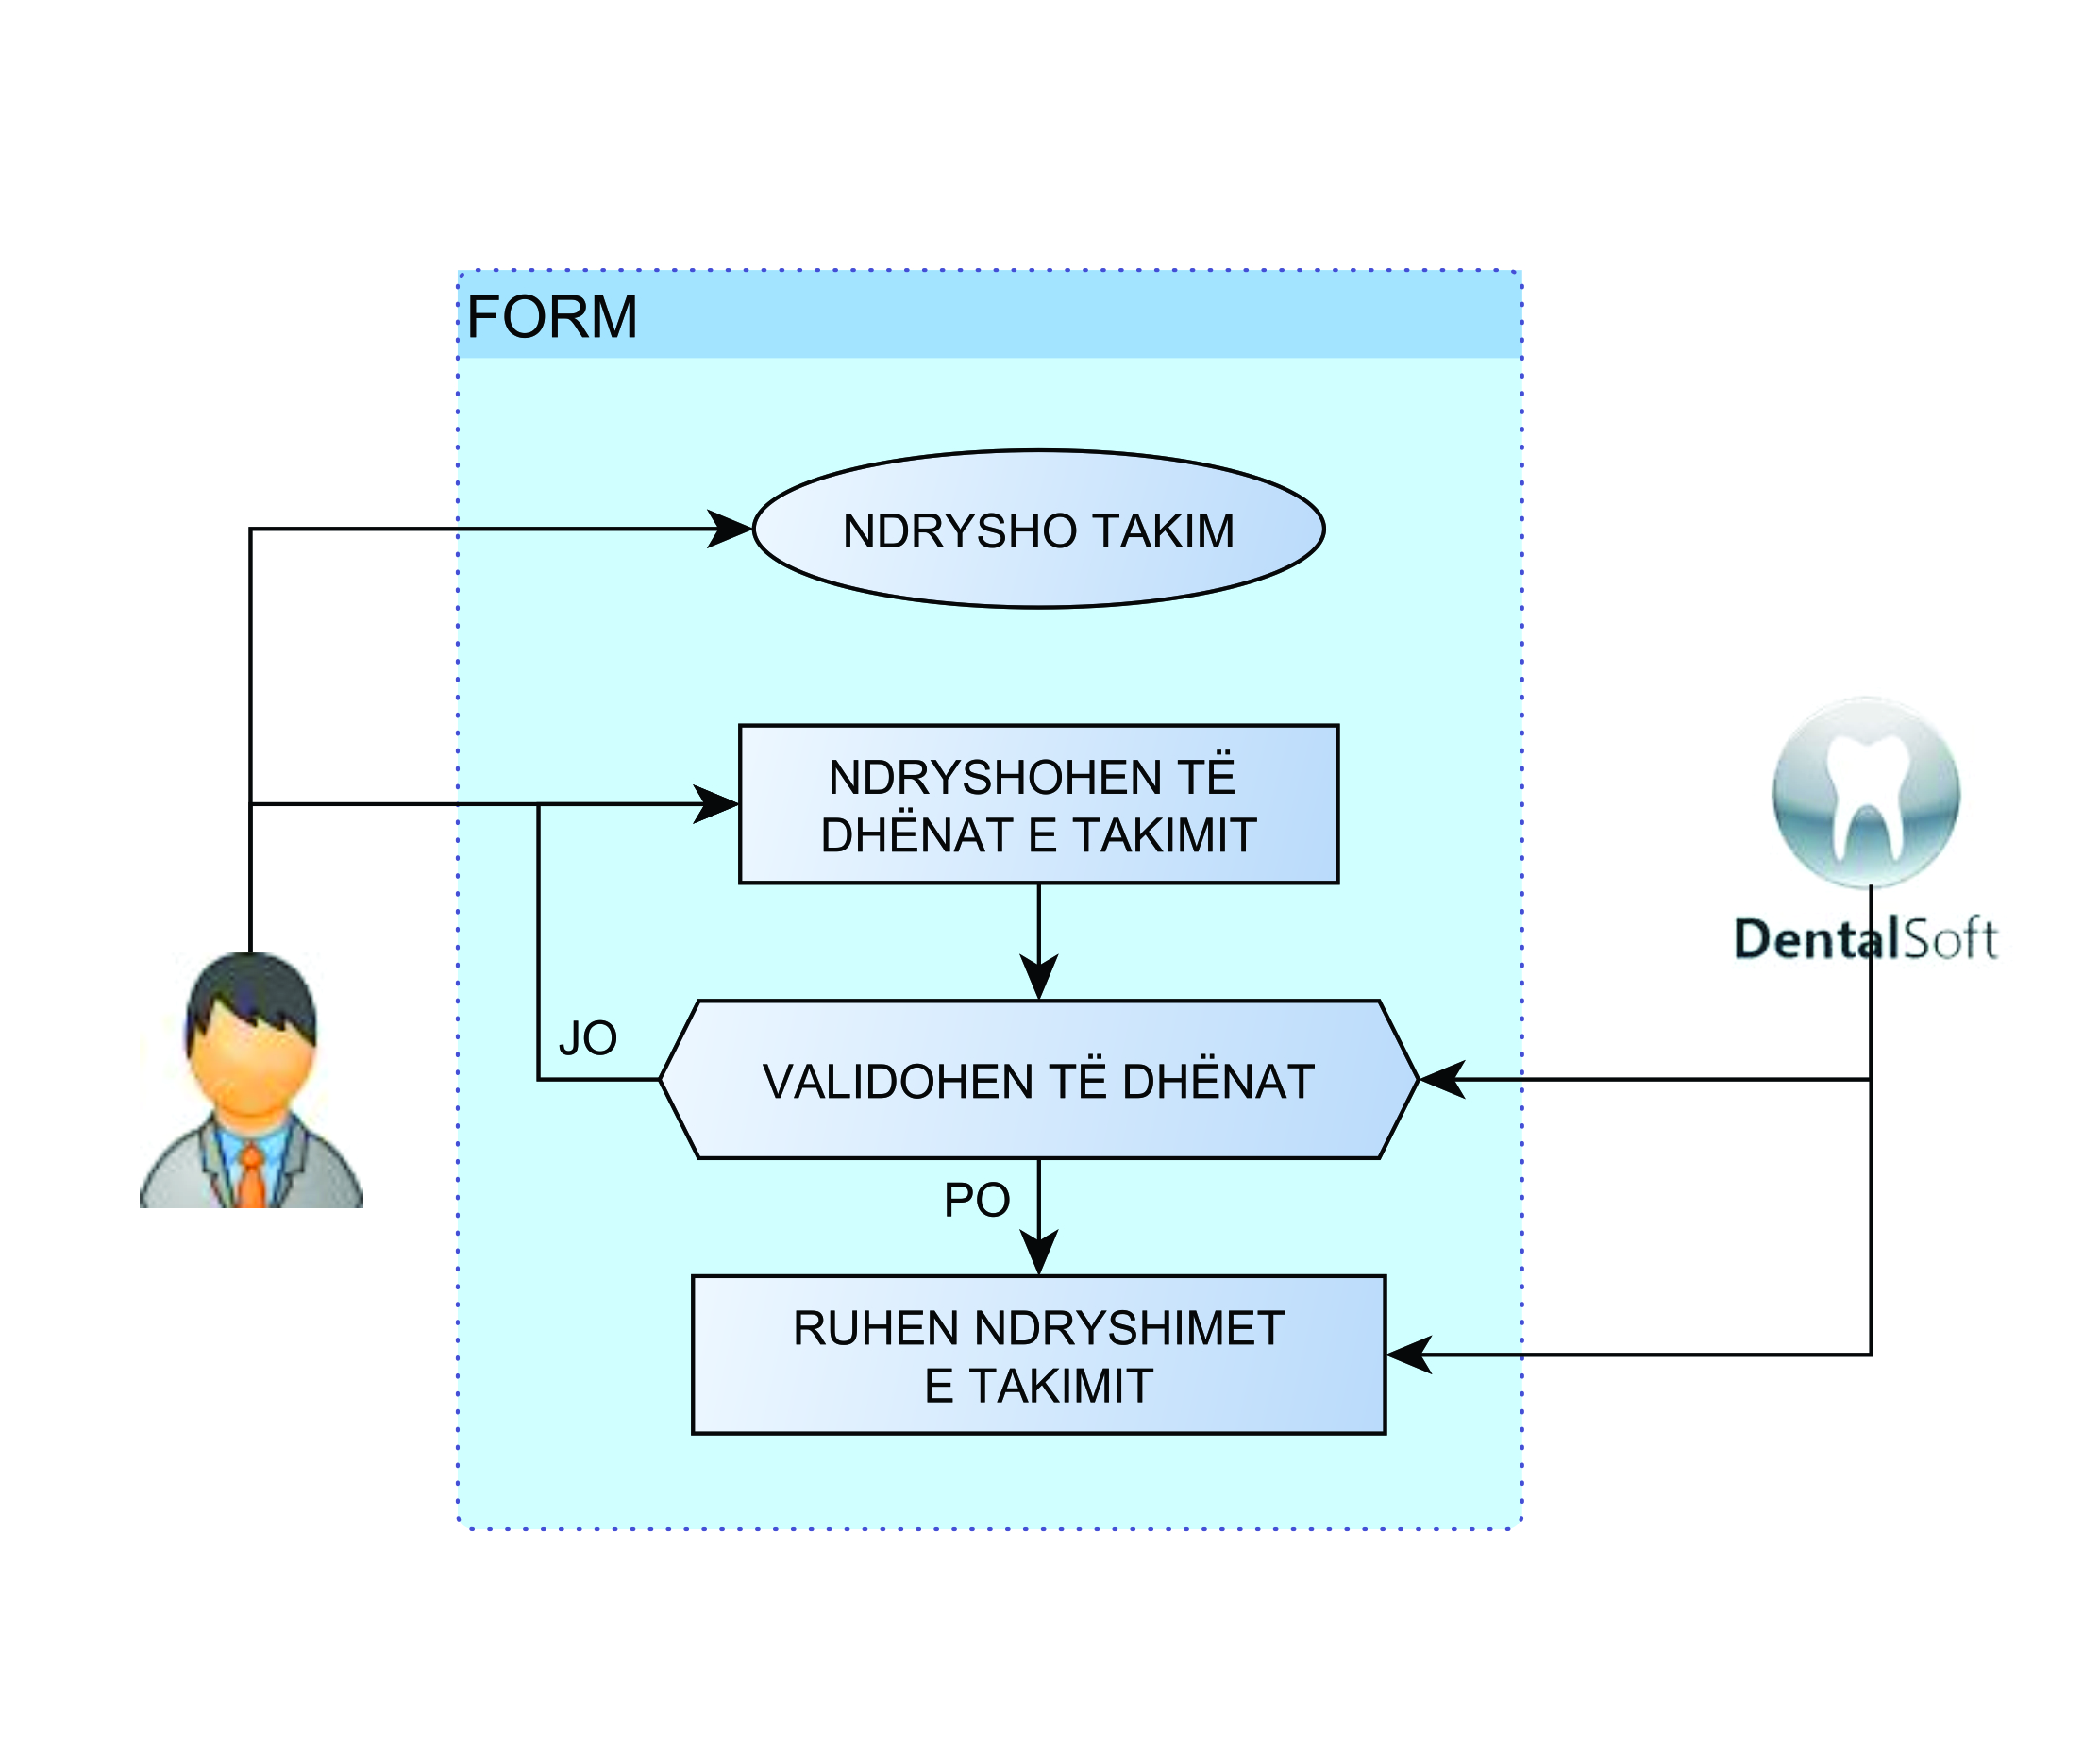 FORM
NDRYSHO TAKIM
NDRYSHOHEN TË
DHËNAT E TAKIMIT
DentalSoft
JO
VALIDOHEN TË DHËNAT
PO
RUHEN NDRYSHIMET
E TAKIMIT